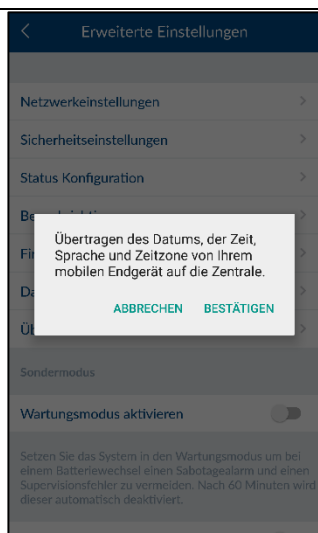 Erweiterte Einstellungen
Netzwerkeinstellungen
Sicherheitseinstellungen
Status Konfiguration
Übertragen des Datums, der Zeit,
Sprache und Zeitzone von Ihrem
mobilen Endgerät auf die Zentrale.
ABBRECHEN BESTÄTIGEN
Sondermodus
Wartungsmodus aktivieren
Setzen Sie das System in den Wartungsmodus um bei
einem Batteriewechsel einen Sabotagealarm und einen
Supervisionsfehler zu vermeiden. Nach 60 Minuten wird
dieser automatisch deaktiviert.